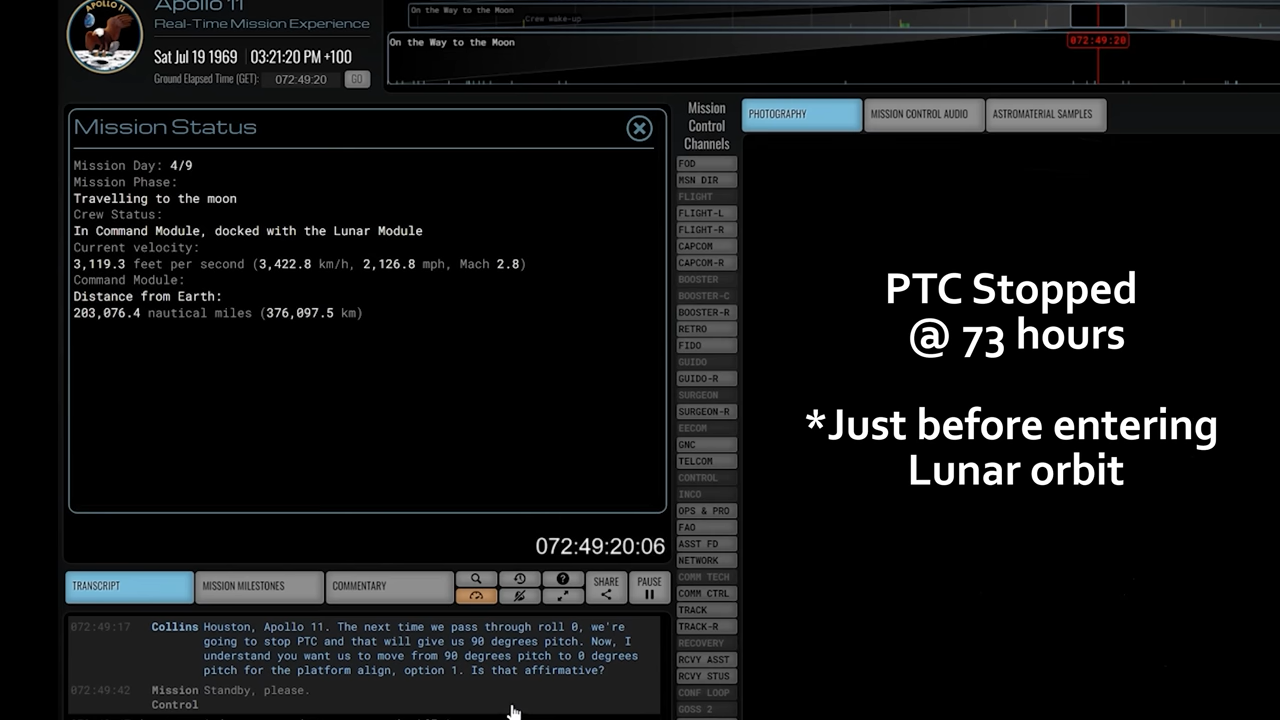 Apollo 11
Real-Time Mission Experience
Sat Jul 19 1969 03:21:20 PM +100
Ground Elapsed Time (GET): 072:49:20 GO
On the Way to the Moon
Crew wake-up
072:49:20
On the Way to the Moon
Mission Status
Mission Day: 4/9
Mission Phase:
Travelling to the moon
Crew Status:
In Command Module, docked with the Lunar Module
Current velocity:
3,119.3 feet per second (3,422.8 km/h, 2,126.8 mph, Mach 2.8)
Command Module:
Distance from Earth:
203,076.4 nautical miles (376,097.5 km)
072:49:20:06
TRANSCRIPT
MISSION MILESTONES
COMMENTARY
SHARE
PAUSE
072:49:17 Collins Houston, Apollo 11. The next time we pass through roll 0, we're
going to stop PTC and that will give us 90 degrees pitch. Now, I
understand you want us to move from 90 degrees pitch to 0 degrees
pitch for the platform align, option 1. Is that affirmative?
072:49:42 Mission Standby, please.
Control
Mission
Control
Channels
FOD
MSN DIR
FLIGHT
FLIGHT-L
FLIGHT-R
CAPCOM
CAPCOM-R
BOOSTER
BOOSTER-C
BOOSTER-R
RETRO
FIDO
GUIDO
GUIDO-R
SURGEON
SURGEON-R
EECOM
GNC
TELCOM
CONTROL
INCO
OPS & PRO
FAO
ASST FD
NETWORK
COMM TECH
COMM CTRL
TRACK
TRACK-R
RECOVERY
RCVY ASST
RCVY STUS
CONF LOOP
GOSS 2
PHOTOGRAPHY
MISSION CONTROL AUDIO
ASTROMATERIAL SAMPLES
PTC Stopped
@ 73 hours
*Just before entering
Lunar orbit